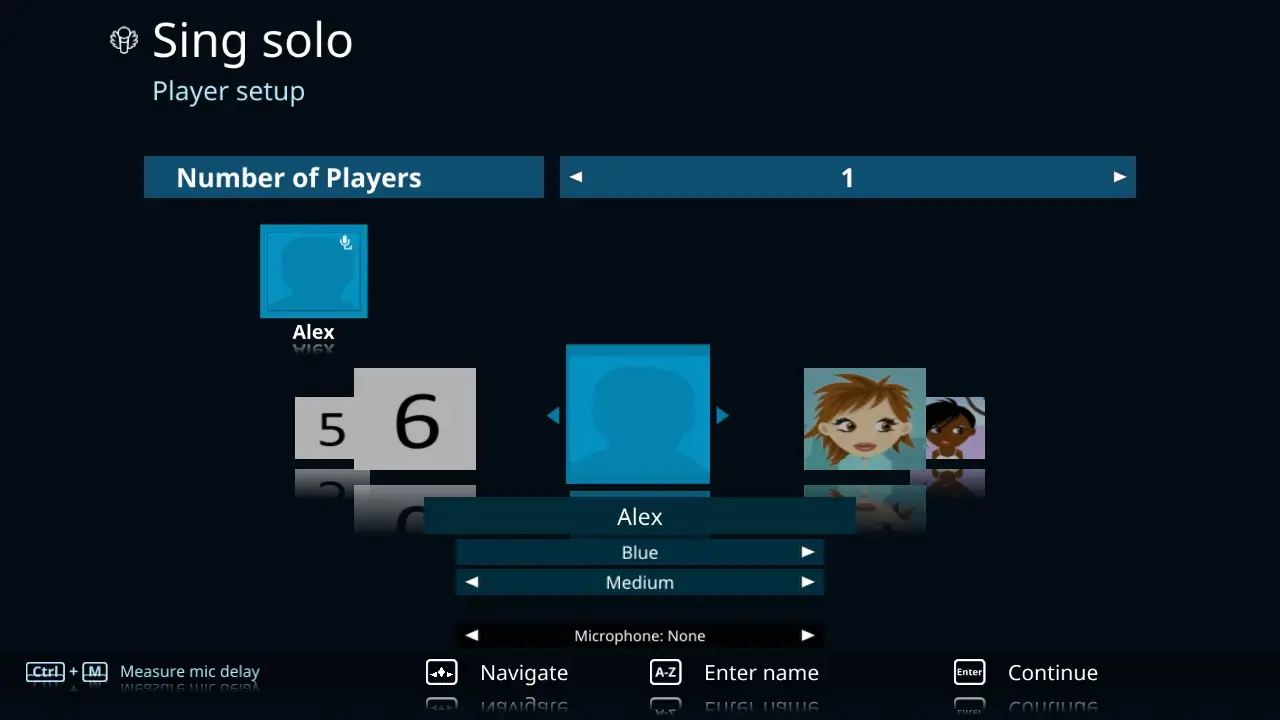 Sing solo
Player setup
Number of Players
1
Alex
5
6
Alex
Blue
Medium
Microphone: None
Ctrl + M Measure mic delay
Navigate
A-Z Enter name
Enter Continue